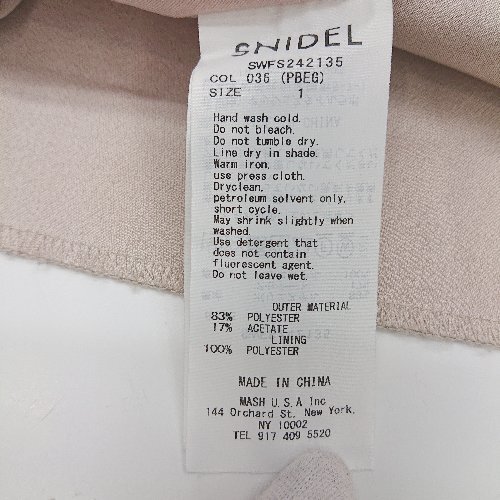 SNIDEL
SWFS242135
COL 036 (PBEG)
SIZE 1
Hand wash cold.
Do not bleach.
Do not tumble dry.
Line dry in shade.
Warm iron,
use press cloth.
Dryclean,
petroleum solvent only,
short cycle.
May shrink slightly when
washed.
Use detergent that
does not contain
fluorescent agent.
Do not leave wet.
OUTER MATERIAL
83% POLYESTER
17% ACETATE
LINING
100% POLYESTER
MADE IN CHINA
MASH U.S.A Inc
144 Orchard St. New York,
NY 10002
TEL 917 409 5520